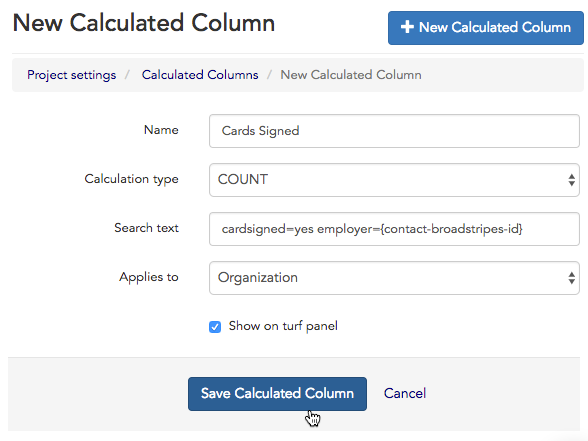 New Calculated Column
+ New Calculated Column
Project settings / Calculated Columns / New Calculated Column
Name Cards Signed
Calculation type COUNT
Search text cardsigned=yes employer={contact-broadstripes-id}
Applies to Organization
Show on turf panel
Save Calculated Column Cancel